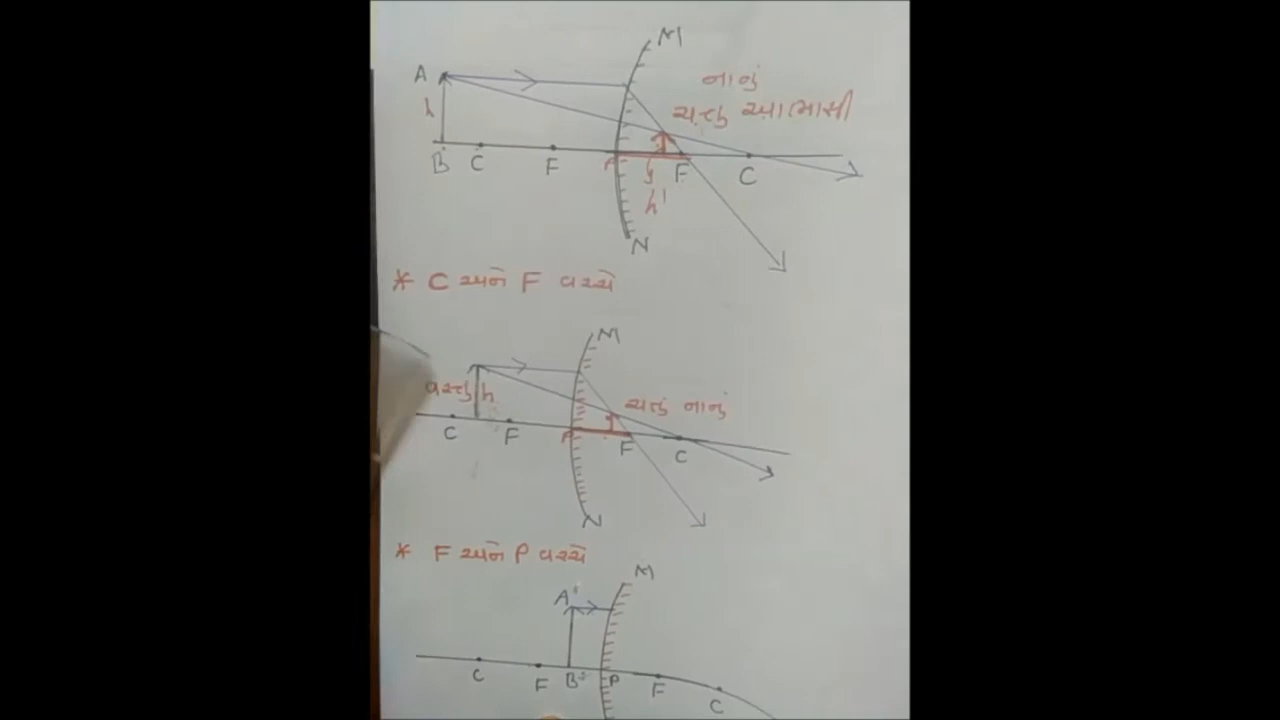 M
A
નાનું
ચત્તું આભાસી
h
B C F P F C
h'
N
* C અને F વચ્ચે
M
વસ્તુ h
ચત્તું નાનું
C F P F C
N
* F અને P વચ્ચે
M
A'
C F B' P F C